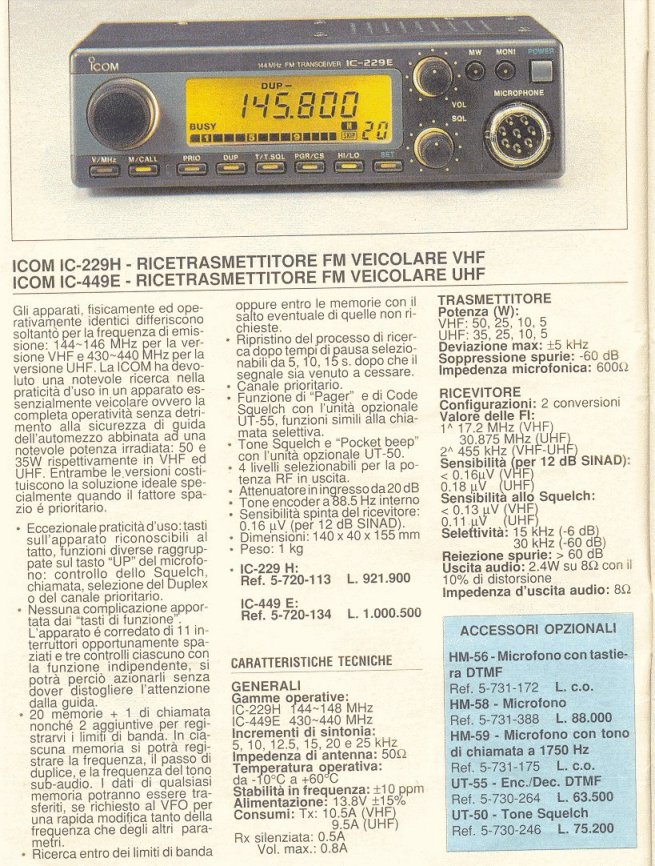 ICOM
144MHz FM TRANSCEIVER IC-229E
MW MONI POWER
DUP –
145.800
BUSY
1 5 9
M
SKIP
20
VOL
SQL
MICROPHONE
V/MHz M/CALL PRIO DUP T/T.SQL PGR/CS HI/LO SET
ICOM IC-229H - RICETRASMETTITORE FM VEICOLARE VHF
ICOM IC-449E - RICETRASMETTITORE FM VEICOLARE UHF
Gli apparati, fisicamente ed ope-
rativamente identici differiscono
soltanto per la frequenza di emis-
sione: 144~146 MHz per la ver-
sione VHF e 430~440 MHz per la
versione UHF. La ICOM ha devo-
luto una notevole ricerca nella
praticità d'uso in un apparato es-
senzialmente veicolare ovvero la
completa operatività senza detri-
mento alla sicurezza di guida
dell'automezzo abbinata ad una
notevole potenza irradiata: 50 e
35W rispettivamente in VHF ed
UHF. Entrambe le versioni costi-
tuiscono la soluzione ideale spe-
cialmente quando il fattore spa-
zio é prioritario.
• Eccezionale praticità d'uso: tasti
sull'apparato riconoscibili al
tatto, funzioni diverse raggrup-
pate sul tasto "UP" del microfo-
no: controllo dello Squelch,
chiamata, selezione del Duplex
o del canale prioritario.
• Nessuna complicazione appor-
tata dai "tasti di funzione".
L'apparato é corredato di 11 in-
terruttori opportunamente spa-
ziati e tre controlli ciascuno con
la funzione indipendente, si
potrà perciò azionarli senza
dover distogliere l'attenzione
dalla guida.
• 20 memorie + 1 di chiamata
nonché 2 aggiuntive per regi-
strarvi i limiti di banda. In cia-
scuna memoria si potrà regi-
strare la frequenza, il passo di
duplice, e la frequenza del tono
sub-audio. I dati di qualsiasi
memoria potranno essere tra-
sferiti, se richiesto al VFO per
una rapida modifica tanto della
frequenza che degli altri para-
metri.
• Ricerca entro dei limiti di banda
oppure entro le memorie con il
salto eventuale di quelle non ri-
chieste.
• Ripristino del processo di ricer-
ca dopo tempi di pausa selezio-
nabili da 5, 10, 15 s. dopo che il
segnale sia venuto a cessare.
• Canale prioritario.
• Funzione di "Pager" e di Code
Squelch con l'unità opzionale
UT-55, funzioni simili alla chia-
mata selettiva.
• Tone Squelch e "Pocket beep"
con l'unità opzionale UT-50.
• 4 livelli selezionabili per la po-
tenza RF in uscita.
• Attenuatore in ingresso da 20 dB
• Tone encoder a 88.5 Hz interno
• Sensibilità spinta del ricevitore:
0.16 µV (per 12 dB SINAD).
• Dimensioni: 140 x 40 x 155 mm
• Peso: 1 kg
• IC-229 H:
Ref. 5-720-113 L. 921.900
IC-449 E:
Ref. 5-720-134 L. 1.000.500
CARATTERISTICHE TECNICHE
GENERALI
Gamme operative:
IC-229H 144~148 MHz
IC-449E 430~440 MHz
Incrementi di sintonia:
5, 10, 12.5, 15, 20 e 25 kHz
Impedenza di antenna: 50Ω
Temperatura operativa:
da -10°C a +60°C
Stabilità in frequenza: ±10 ppm
Alimentazione: 13.8V ±15%
Consumi: Tx: 10.5A (VHF)
9.5A (UHF)
Rx silenziata: 0.5A
Vol. max.: 0.8A
TRASMETTITORE
Potenza (W):
VHF: 50, 25, 10, 5
UHF: 35, 25, 10, 5
Deviazione max: ±5 kHz
Soppressione spurie: -60 dB
Impedenza microfonica: 600Ω
RICEVITORE
Configurazioni: 2 conversioni
Valore delle FI:
1^ 17.2 MHz (VHF)
30.875 MHz (UHF)
2^ 455 kHz (VHF-UHF)
Sensibilità (per 12 dB SINAD):
< 0.16µV (VHF)
0.18 µV (UHF)
Sensibilità allo Squelch:
< 0.13 µV (VHF)
0.11 µV (UHF)
Selettività: 15 kHz (-6 dB)
30 kHz (-60 dB)
Reiezione spurie: > 60 dB
Uscita audio: 2.4W su 8Ω con il
10% di distorsione
Impedenza d'uscita audio: 8Ω
ACCESSORI OPZIONALI
HM-56 - Microfono con tastie-
ra DTMF
Ref. 5-731-172 L. c.o.
HM-58 - Microfono
Ref. 5-731-388 L. 88.000
HM-59 - Microfono con tono
di chiamata a 1750 Hz
Ref. 5-731-175 L. c.o.
UT-55 - Enc./Dec. DTMF
Ref. 5-730-264 L. 63.500
UT-50 - Tone Squelch
Ref. 5-730-246 L. 75.200